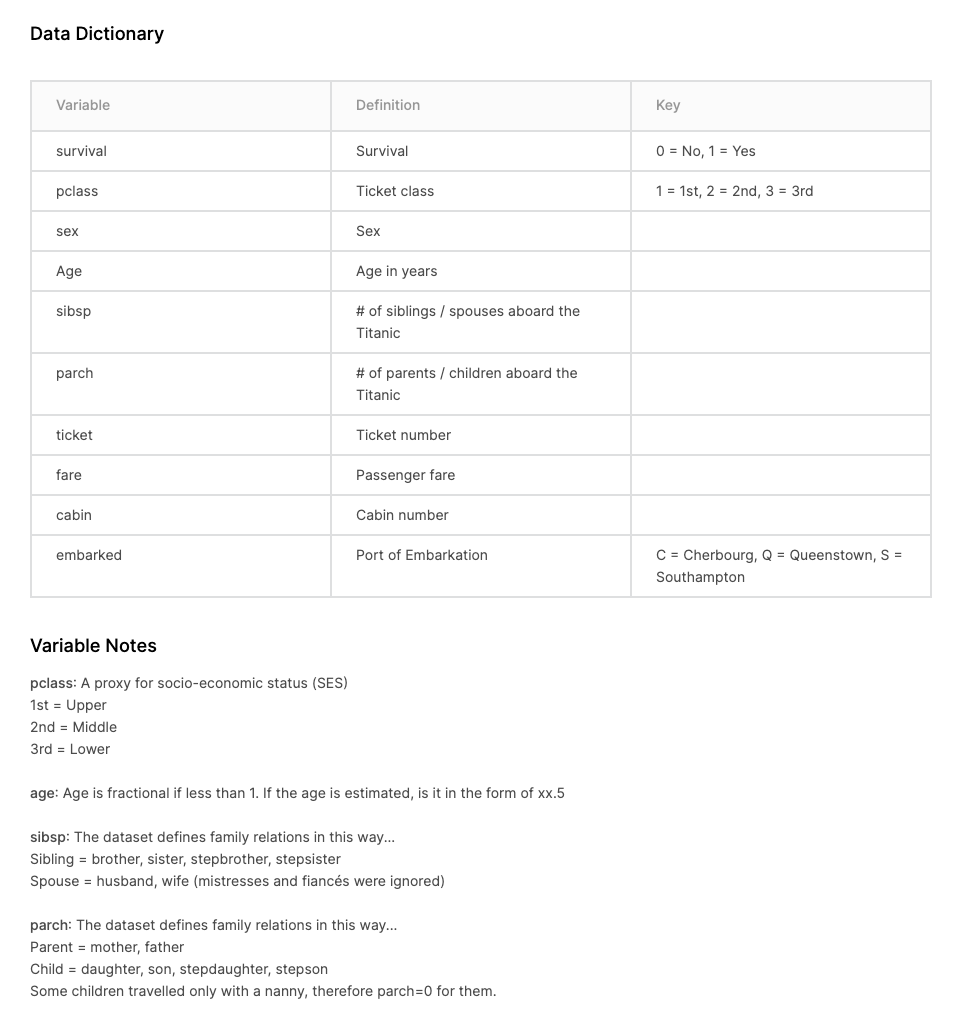 Data Dictionary
Variable Definition Key
survival Survival 0 = No, 1 = Yes
pclass Ticket class 1 = 1st, 2 = 2nd, 3 = 3rd
sex Sex
Age Age in years
sibsp # of siblings / spouses aboard the
Titanic
parch # of parents / children aboard the
Titanic
ticket Ticket number
fare Passenger fare
cabin Cabin number
embarked Port of Embarkation C = Cherbourg, Q = Queenstown, S =
Southampton
Variable Notes
pclass: A proxy for socio-economic status (SES)
1st = Upper
2nd = Middle
3rd = Lower
age: Age is fractional if less than 1. If the age is estimated, is it in the form of xx.5
sibsp: The dataset defines family relations in this way...
Sibling = brother, sister, stepbrother, stepsister
Spouse = husband, wife (mistresses and fiancés were ignored)
parch: The dataset defines family relations in this way...
Parent = mother, father
Child = daughter, son, stepdaughter, stepson
Some children travelled only with a nanny, therefore parch=0 for them.